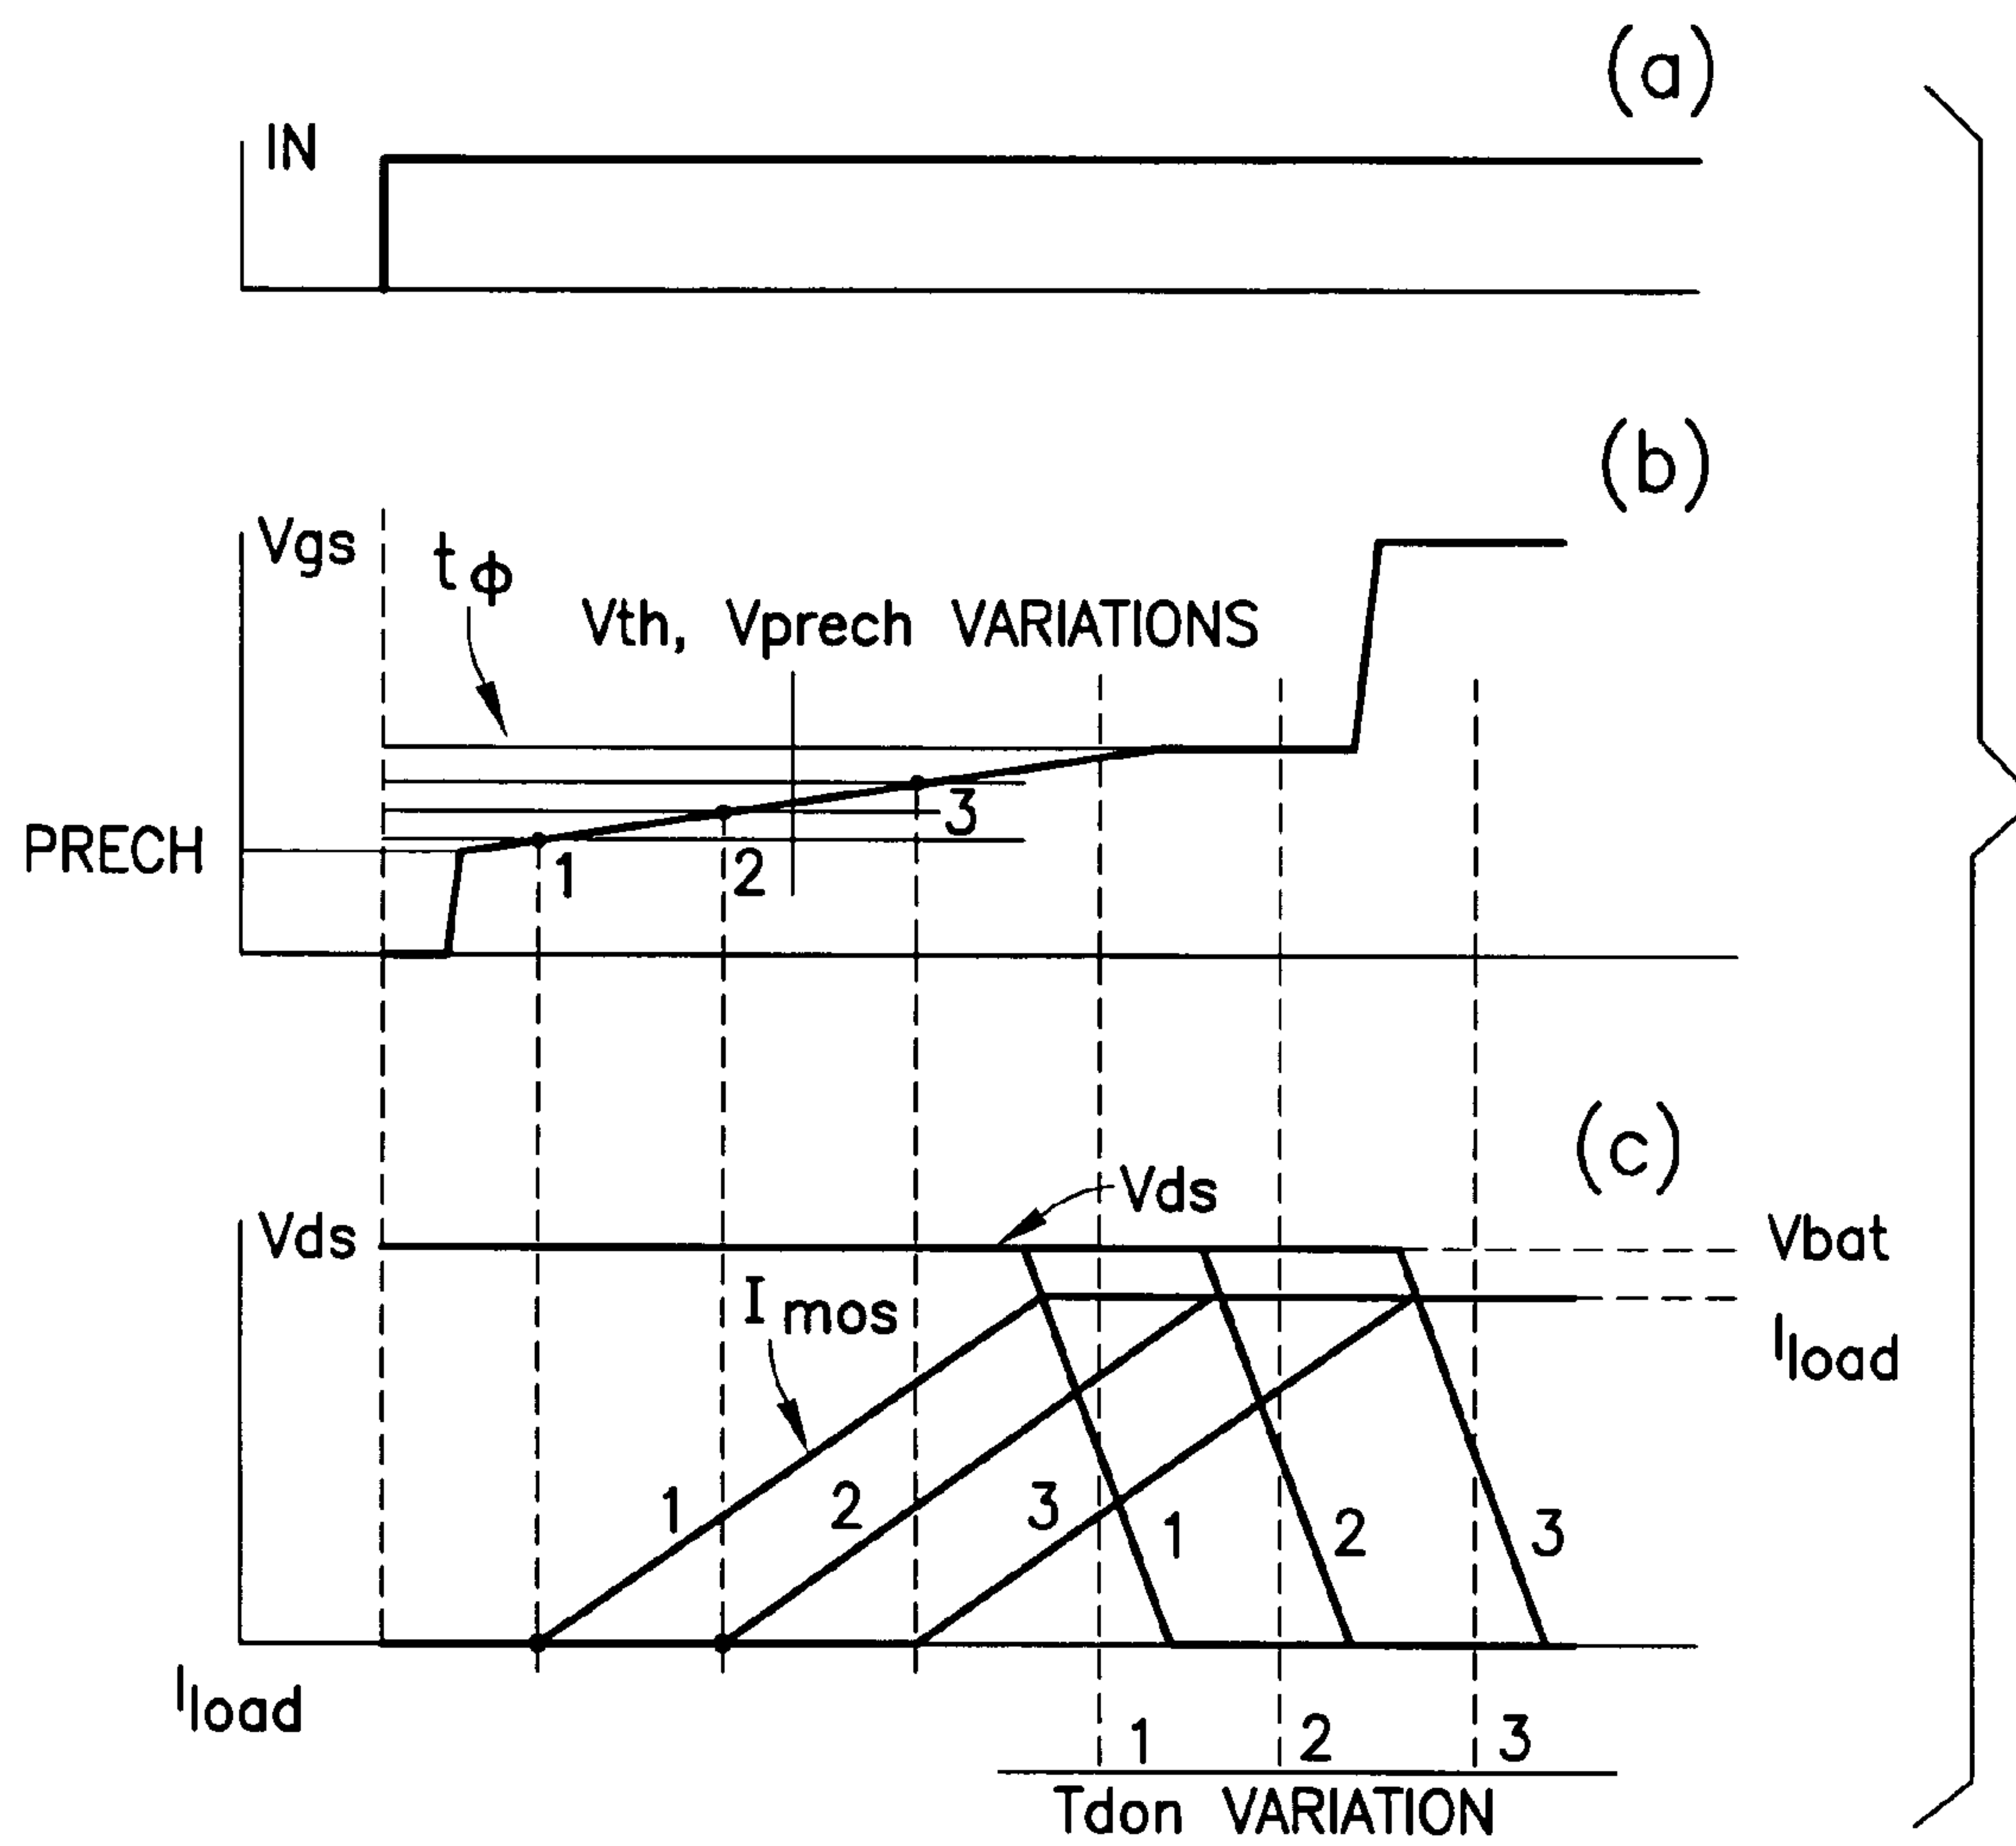 (a)
IN
(b)
Vgs
tϕ
Vth, Vprech VARIATIONS
3
PRECH
1
2
(c)
Vds
Vds
Vbat
Imos
Iload
1
2
3
1
2
3
Iload
1
2
3
Tdon VARIATION